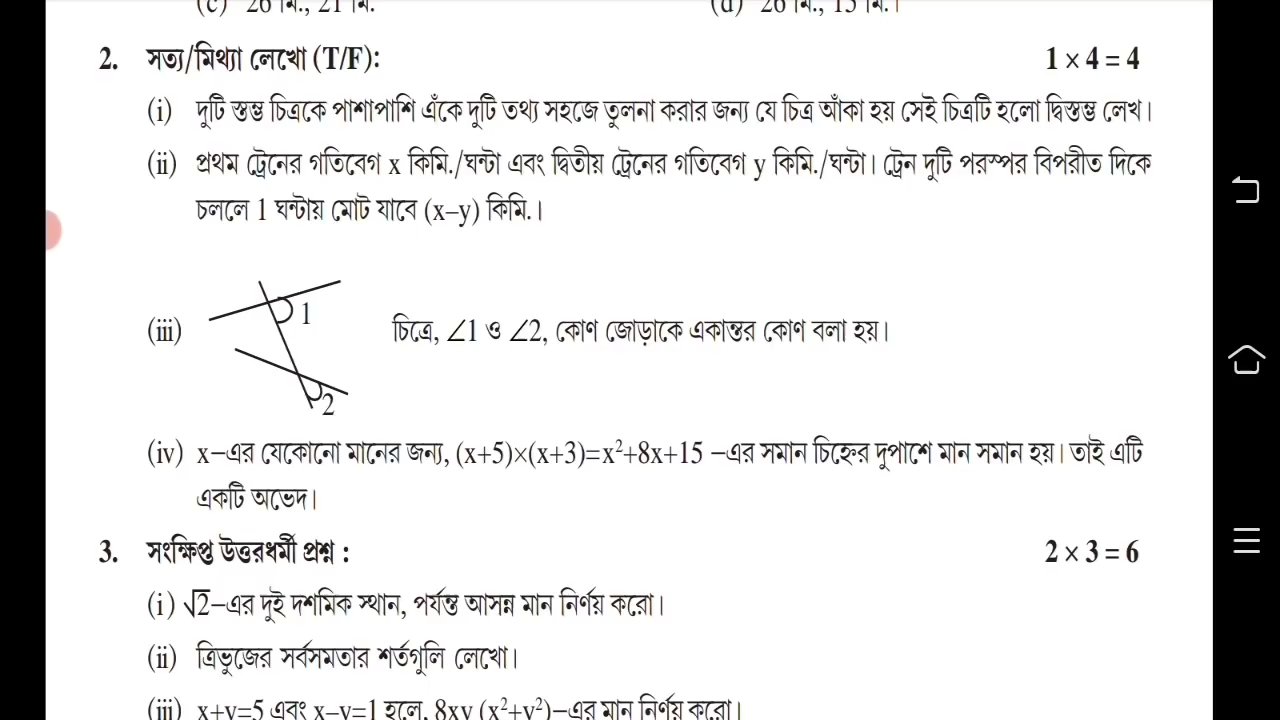 (c) 26 মি., 21 মি. (d) 26 মি., 15 মি.।
2. সত্য/মিথ্যা লেখো (T/F): 1 × 4 = 4
(i) দুটি স্তম্ভ চিত্রকে পাশাপাশি এঁকে দুটি তথ্য সহজে তুলনা করার জন্য যে চিত্র আঁকা হয় সেই চিত্রটি হলো দ্বিস্তম্ভ লেখ।
(ii) প্রথম ট্রেনের গতিবেগ x কিমি./ঘন্টা এবং দ্বিতীয় ট্রেনের গতিবেগ y কিমি./ঘন্টা। ট্রেন দুটি পরস্পর বিপরীত দিকে
চললে 1 ঘন্টায় মোট যাবে (x–y) কিমি.।
1
(iii) চিত্রে, ∠1 ও ∠2, কোণ জোড়াকে একান্তর কোণ বলা হয়।
2
(iv) x–এর যেকোনো মানের জন্য, (x+5)×(x+3)=x²+8x+15 –এর সমান চিহ্নের দুপাশে মান সমান হয়। তাই এটি
একটি অভেদ।
3. সংক্ষিপ্ত উত্তরধর্মী প্রশ্ন : 2 × 3 = 6
(i) √2–এর দুই দশমিক স্থান, পর্যন্ত আসন্ন মান নির্ণয় করো।
(ii) ত্রিভুজের সর্বসমতার শর্তগুলি লেখো।
(iii) x+y=5 এবং x–y=1 হলে, 8xy (x²+y²)–এর মান নির্ণয় করো।